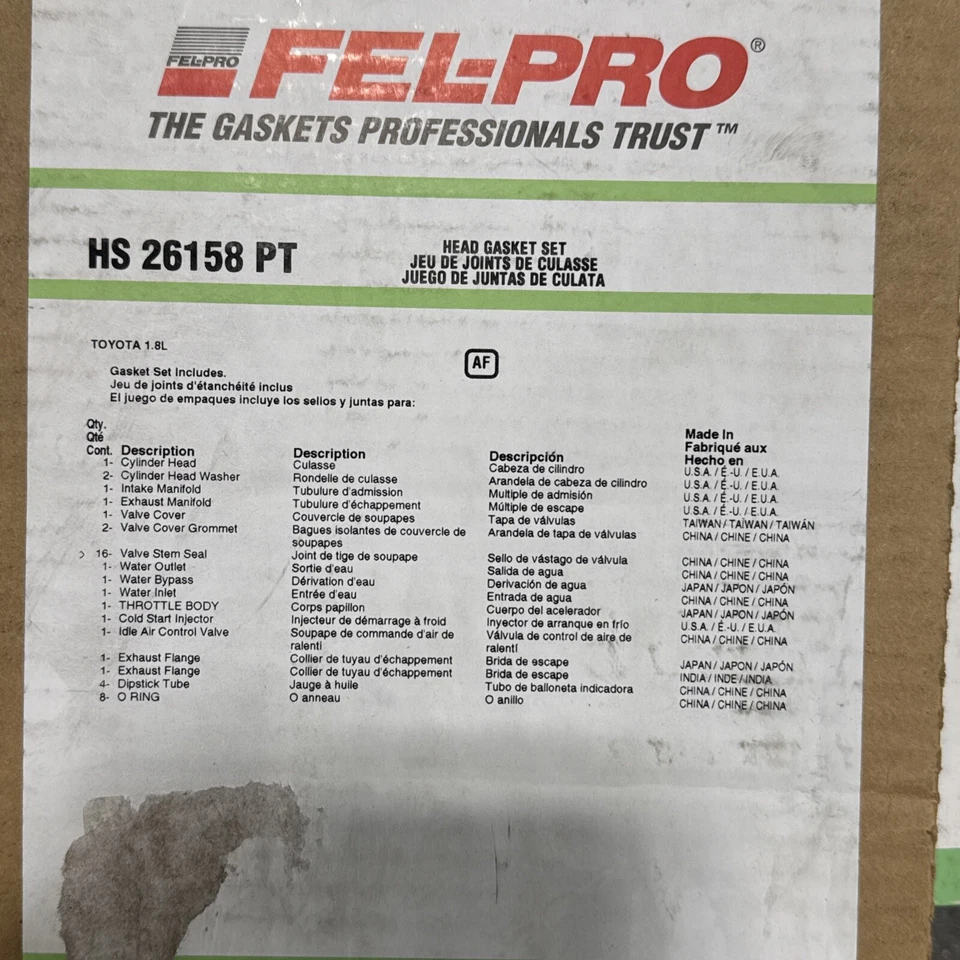 FEL-PRO
FEL-PRO®
THE GASKETS PROFESSIONALS TRUST™
HS 26158 PT
HEAD GASKET SET
JEU DE JOINTS DE CULASSE
JUEGO DE JUNTAS DE CULATA
TOYOTA 1.8L
AF
Gasket Set Includes.
Jeu de joints d'étanchéité inclus
El juego de empaques incluye los sellos y juntas para:
Qty.
Qté
Cont. Description Description Descripción Made In
Fabriqué aux
Hecho en
1- Cylinder Head Culasse Cabeza de cilindro U.S.A. / É.-U. / E.U.A.
2- Cylinder Head Washer Rondelle de culasse Arandela de cabeza de cilindro U.S.A. / É.-U. / E.U.A.
1- Intake Manifold Tubulure d'admission Multiple de admisión U.S.A. / É.-U. / E.U.A.
1- Exhaust Manifold Tubulure d'échappement Múltiple de escape U.S.A. / É.-U. / E.U.A.
1- Valve Cover Couvercle de soupapes Tapa de válvulas TAIWAN / TAÏWAN / TAIWÁN
2- Valve Cover Grommet Bagues isolantes de couvercle de soupapes Arandela de tapa de válvulas CHINA / CHINE / CHINA
16- Valve Stem Seal Joint de tige de soupape Sello de vástago de válvula CHINA / CHINE / CHINA
1- Water Outlet Sortie d'eau Salida de agua CHINA / CHINE / CHINA
1- Water Bypass Dérivation d'eau Derivación de agua JAPAN / JAPON / JAPÓN
1- Water Inlet Entrée d'eau Entrada de agua CHINA / CHINE / CHINA
1- THROTTLE BODY Corps papillon Cuerpo del acelerador JAPAN / JAPON / JAPÓN
1- Cold Start Injector Injecteur de démarrage à froid Inyector de arranque en frío U.S.A. / É.-U. / E.U.A.
1- Idle Air Control Valve Soupape de commande d'air de ralenti Válvula de control de aire de ralentí CHINA / CHINE / CHINA
1- Exhaust Flange Collier de tuyau d'échappement Brida de escape JAPAN / JAPON / JAPÓN
1- Exhaust Flange Collier de tuyau d'échappement Brida de escape INDIA / INDE / INDIA
4- Dipstick Tube Jauge à huile Tubo de balloneta indicadora CHINA / CHINE / CHINA
8- O RING O anneau O anillo CHINA / CHINE / CHINA